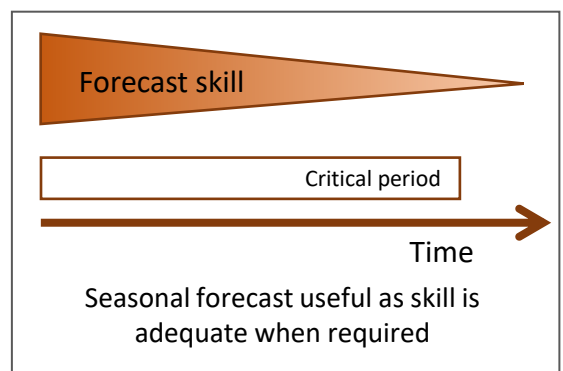 Forecast skill
Critical period
Time
Seasonal forecast useful as skill is
adequate when required